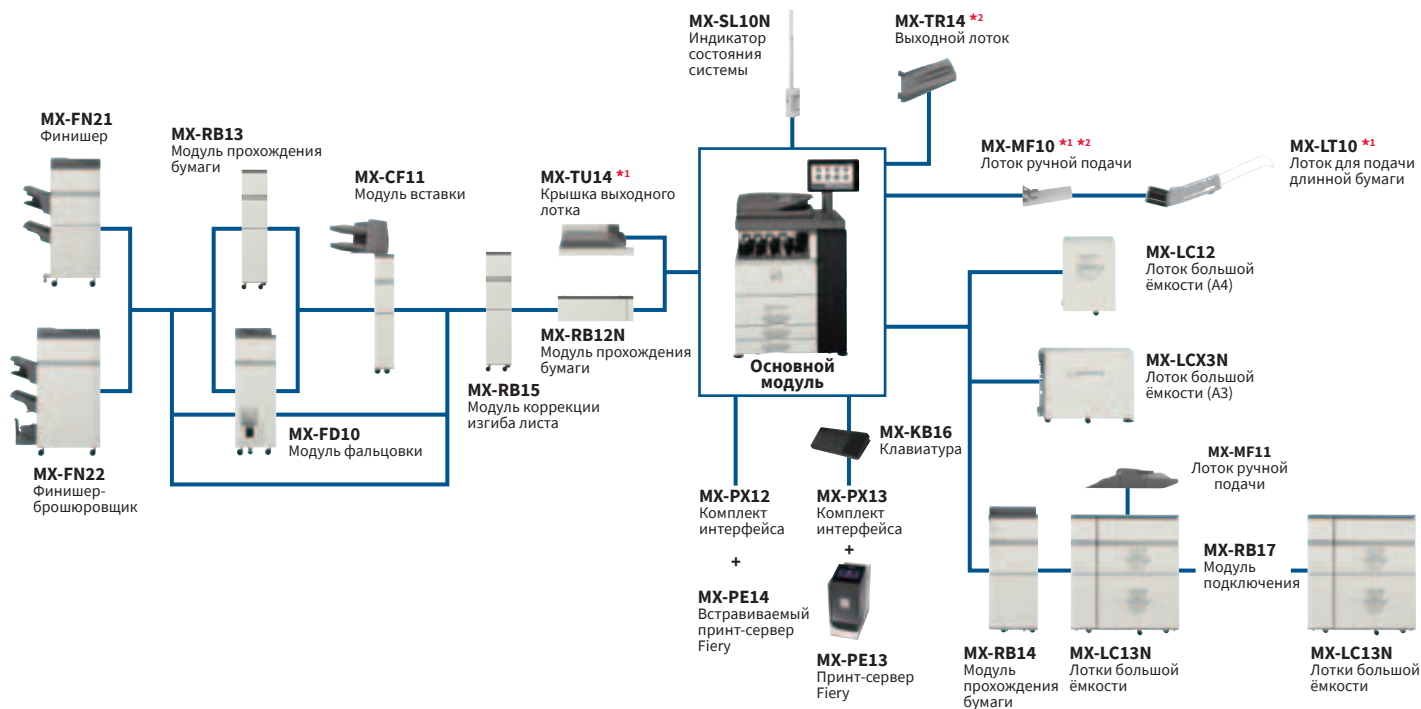 MX-SL10N
Индикатор
состояния
системы
MX-TR14 *2
Выходной лоток
MX-FN21
Финишер
MX-RB13
Модуль прохождения
бумаги
MX-CF11
Модуль вставки
MX-TU14 *1
Крышка выходного
лотка
MX-MF10 *1 *2
Лоток ручной подачи
MX-LT10 *1
Лоток для подачи
длинной бумаги
MX-LC12
Лоток большой
ёмкости (A4)
MX-RB12N
Модуль прохождения
бумаги
Основной
модуль
MX-LCX3N
Лоток большой
ёмкости (A3)
MX-RB15
Модуль коррекции
изгиба листа
MX-FD10
Модуль фальцовки
MX-KB16
Клавиатура
MX-MF11
Лоток ручной
подачи
MX-FN22
Финишер-
брошюровщик
MX-PX12
Комплект
интерфейса
+
MX-PE14
Встравиваемый
принт-сервер
Fiery
MX-PX13
Комплект
интерфейса
+
MX-PE13
Принт-сервер
Fiery
MX-RB17
Модуль
подключения
MX-RB14
Модуль
прохождения
бумаги
MX-LC13N
Лотки большой
ёмкости
MX-LC13N
Лотки большой
ёмкости